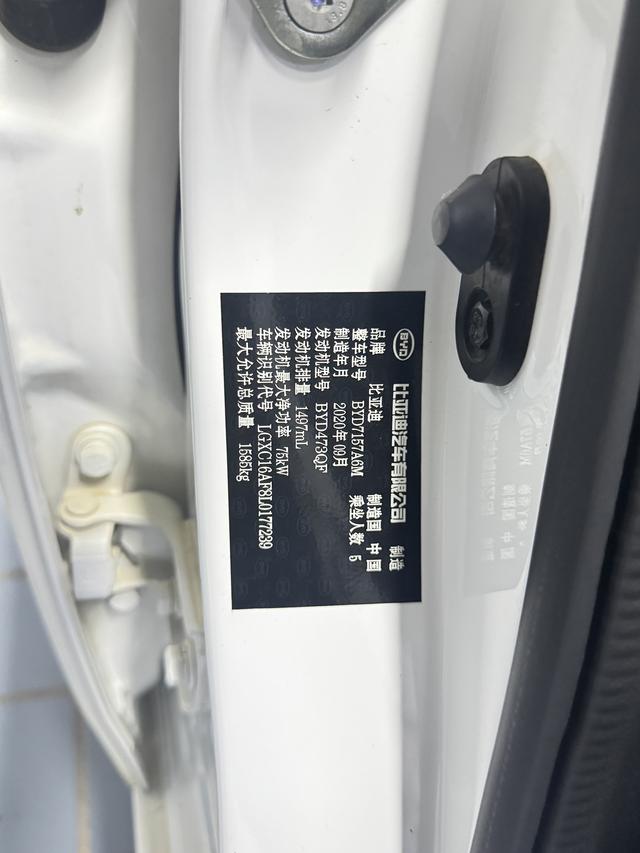 BYD 比亚迪汽车有限公司 制造
品牌 比亚迪 制造国 中国
整车型号 BYD7157A6M 乘坐人数 5
制造年月 2020年09月
发动机型号 BYD473QF
发动机排量 1497mL
发动机最大净功率 75kW
车辆识别代号 LGXC16AF8L0177239
最大允许总质量 1585kg